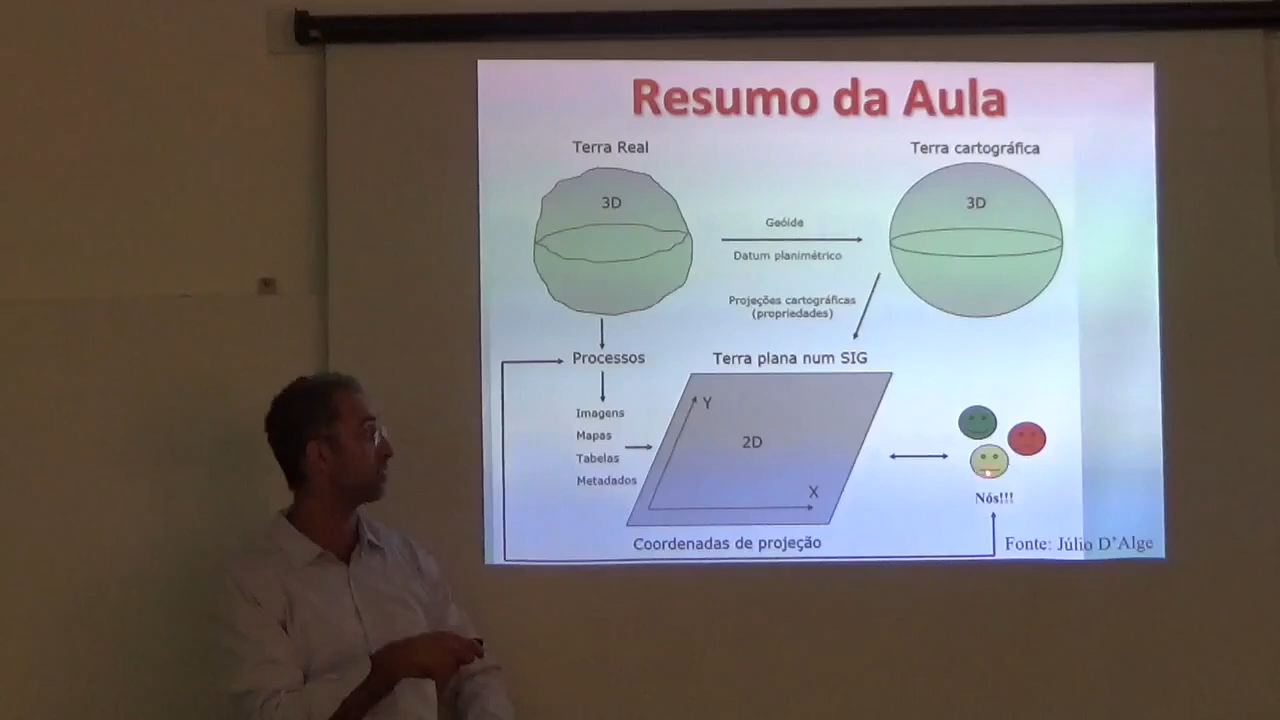 Resumo da Aula
Terra Real
Terra cartográfica
3D
3D
Geóide
Datum planimétrico
Projeções cartográficas
(propriedades)
Processos
Terra plana num SIG
Imagens
Mapas
Tabelas
Metadados
Y
2D
X
Nós!!!
Coordenadas de projeção
Fonte: Júlio D'Alge